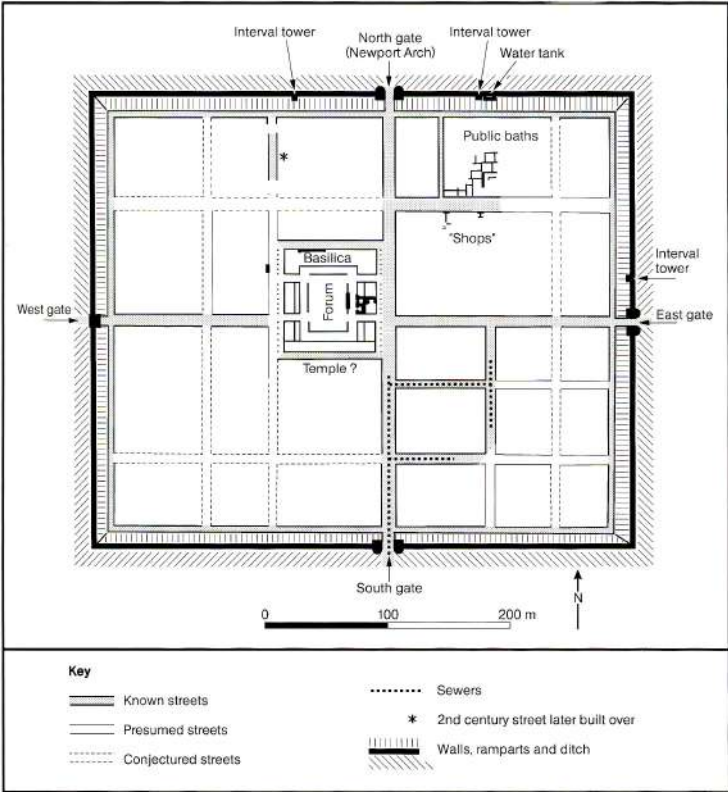 Interval tower
North gate
(Newport Arch)
Interval tower
Water tank
Public baths
*
"Shops"
Basilica
Forum
Interval
tower
West gate
East gate
Temple ?
South gate
0 100 200 m
N
Key
Known streets
Presumed streets
Conjectured streets
Sewers
* 2nd century street later built over
Walls, ramparts and ditch